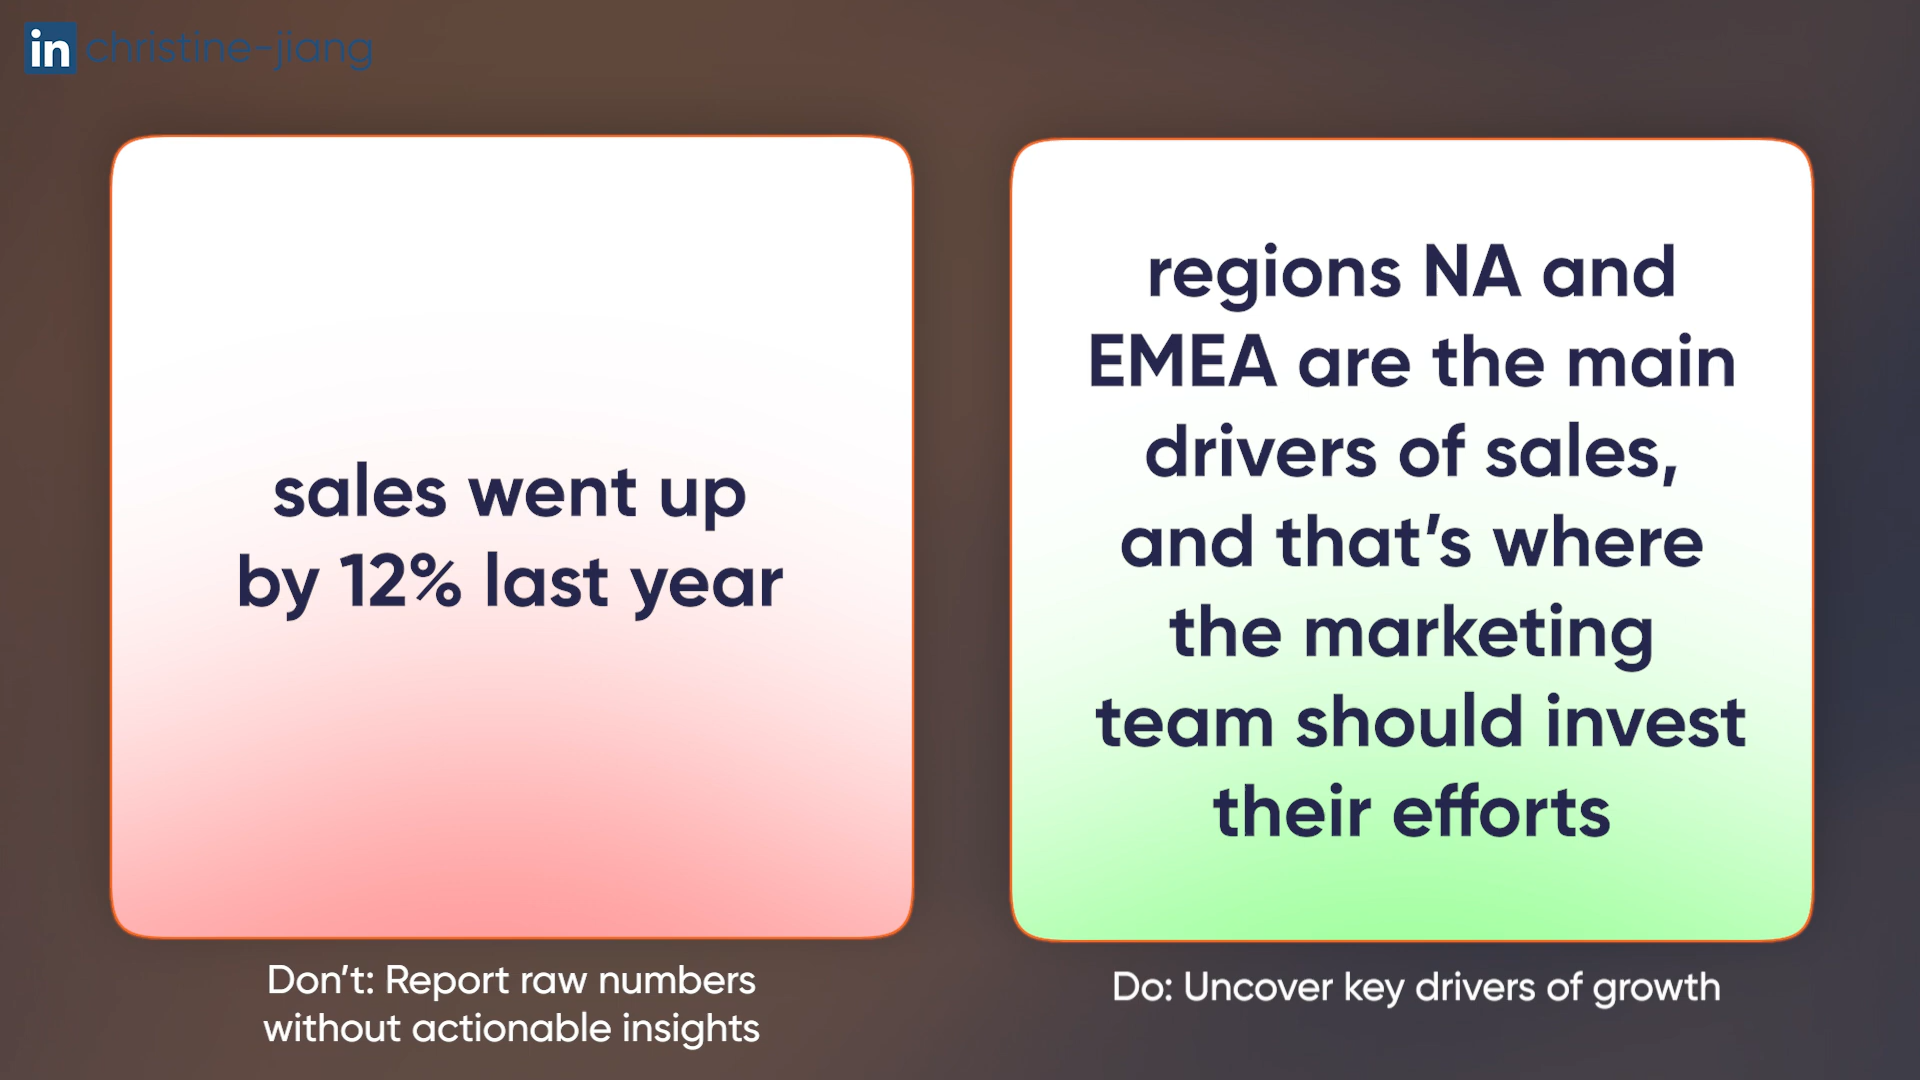 in christine-jiang
sales went up
by 12% last year
Don’t: Report raw numbers
without actionable insights
regions NA and
EMEA are the main
drivers of sales,
and that’s where
the marketing
team should invest
their efforts
Do: Uncover key drivers of growth